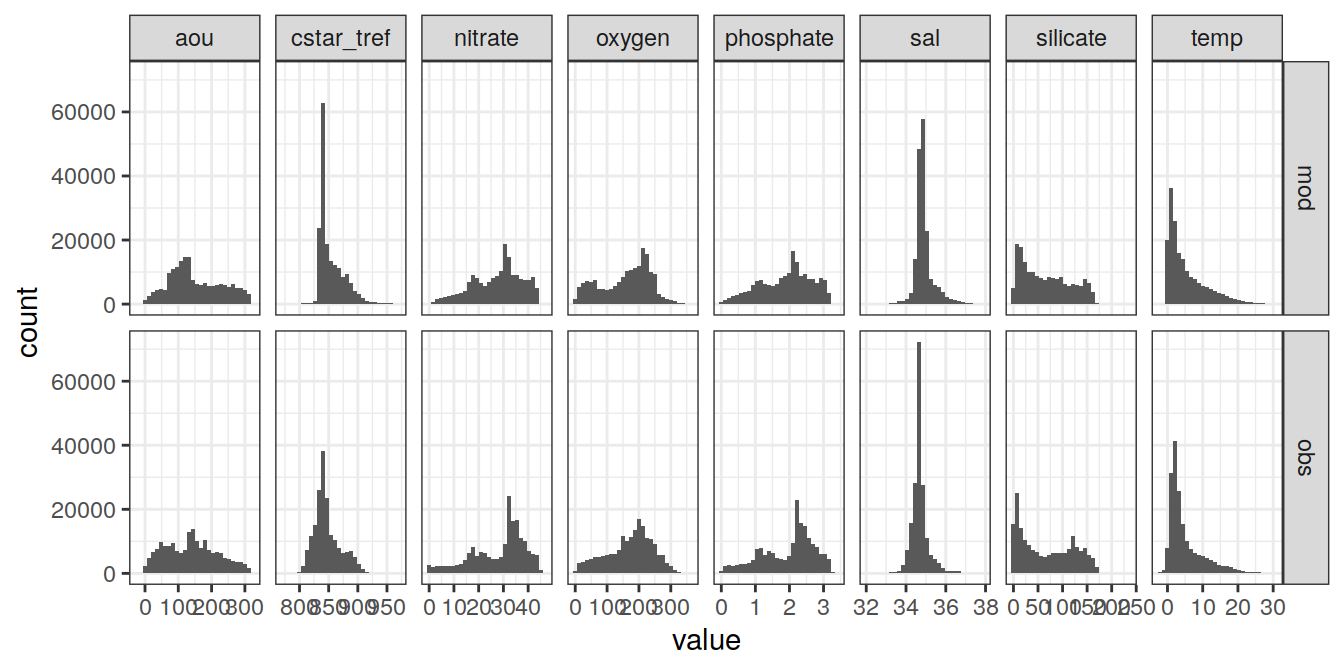 aou cstar_tref nitrate oxygen phosphate sal silicate temp
60000
40000
20000
0
mod
60000
40000
20000
0
obs
count
0 100 200 300 800 850 900 950 0 10 20 30 40 0 100 200 300 0 1 2 3 32 34 36 38 0 50 100 150 200 250 0 10 20 30
value